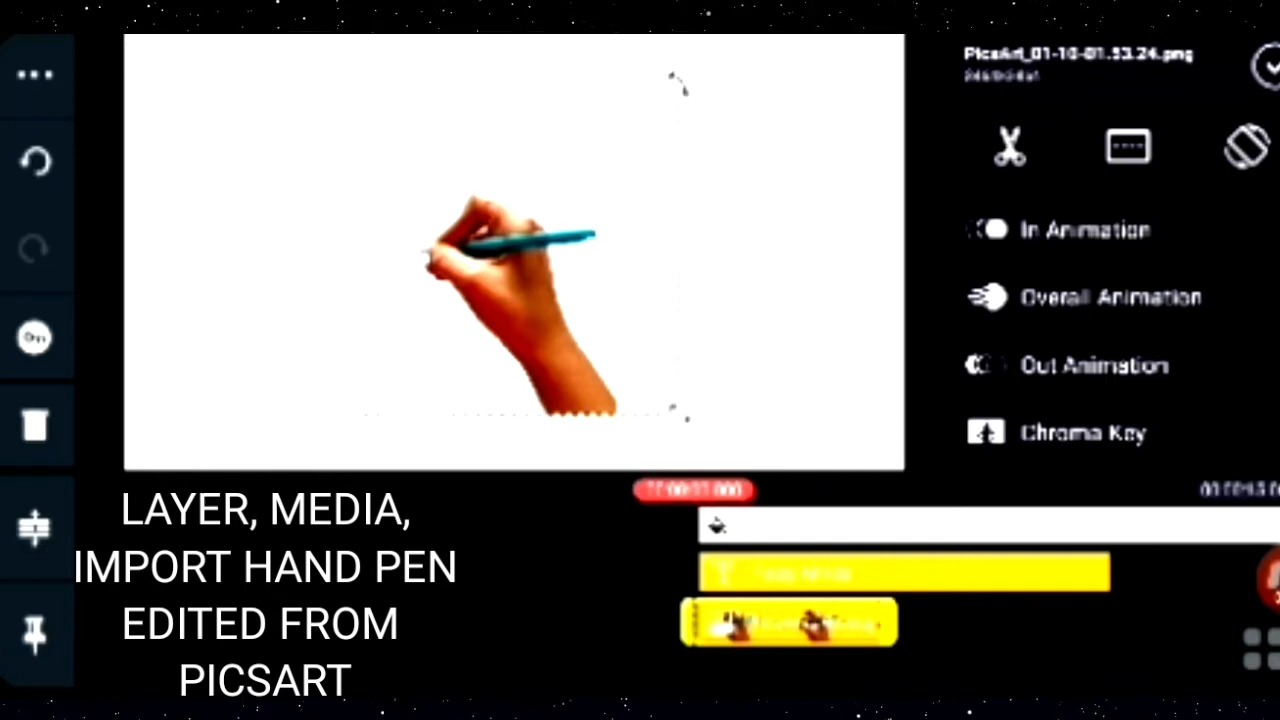 PicsArt_01-10-01.53.24.png
In Animation
Overall Animation
Out Animation
Chroma Key
LAYER, MEDIA,
IMPORT HAND PEN
EDITED FROM
PICSART